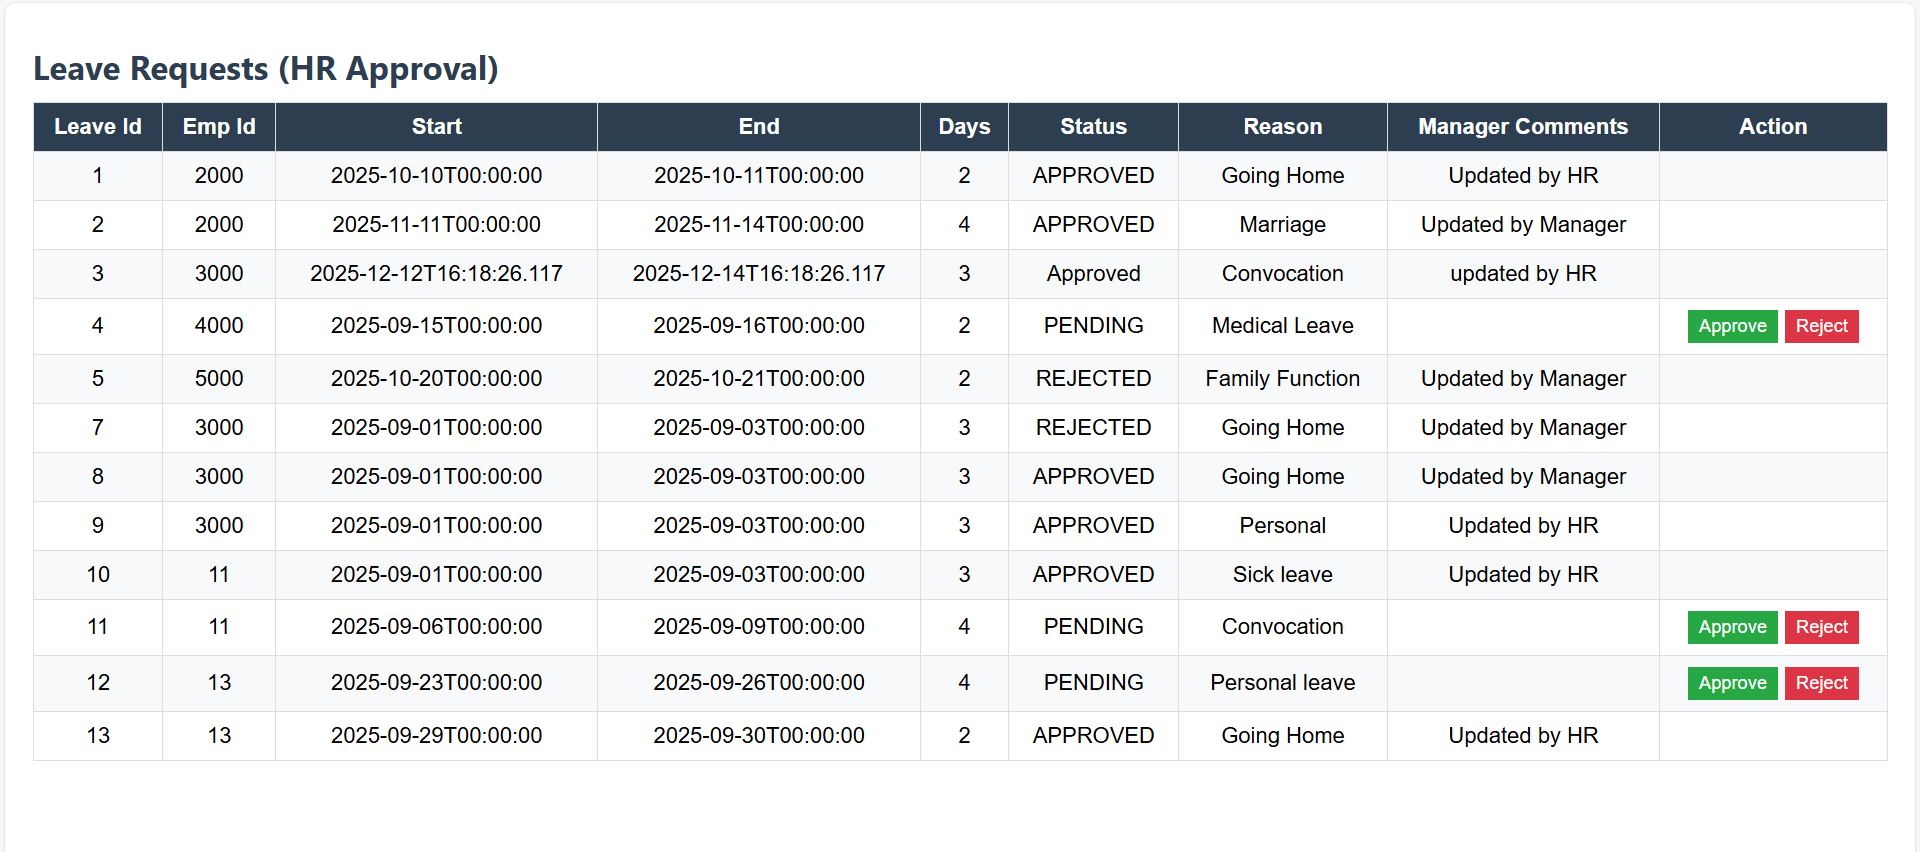 Leave Requests (HR Approval)
Leave Id Emp Id Start End Days Status Reason Manager Comments Action
1 2000 2025-10-10T00:00:00 2025-10-11T00:00:00 2 APPROVED Going Home Updated by HR
2 2000 2025-11-11T00:00:00 2025-11-14T00:00:00 4 APPROVED Marriage Updated by Manager
3 3000 2025-12-12T16:18:26.117 2025-12-14T16:18:26.117 3 Approved Convocation updated by HR
4 4000 2025-09-15T00:00:00 2025-09-16T00:00:00 2 PENDING Medical Leave Approve Reject
5 5000 2025-10-20T00:00:00 2025-10-21T00:00:00 2 REJECTED Family Function Updated by Manager
7 3000 2025-09-01T00:00:00 2025-09-03T00:00:00 3 REJECTED Going Home Updated by Manager
8 3000 2025-09-01T00:00:00 2025-09-03T00:00:00 3 APPROVED Going Home Updated by Manager
9 3000 2025-09-01T00:00:00 2025-09-03T00:00:00 3 APPROVED Personal Updated by HR
10 11 2025-09-01T00:00:00 2025-09-03T00:00:00 3 APPROVED Sick leave Updated by HR
11 11 2025-09-06T00:00:00 2025-09-09T00:00:00 4 PENDING Convocation Approve Reject
12 13 2025-09-23T00:00:00 2025-09-26T00:00:00 4 PENDING Personal leave Approve Reject
13 13 2025-09-29T00:00:00 2025-09-30T00:00:00 2 APPROVED Going Home Updated by HR